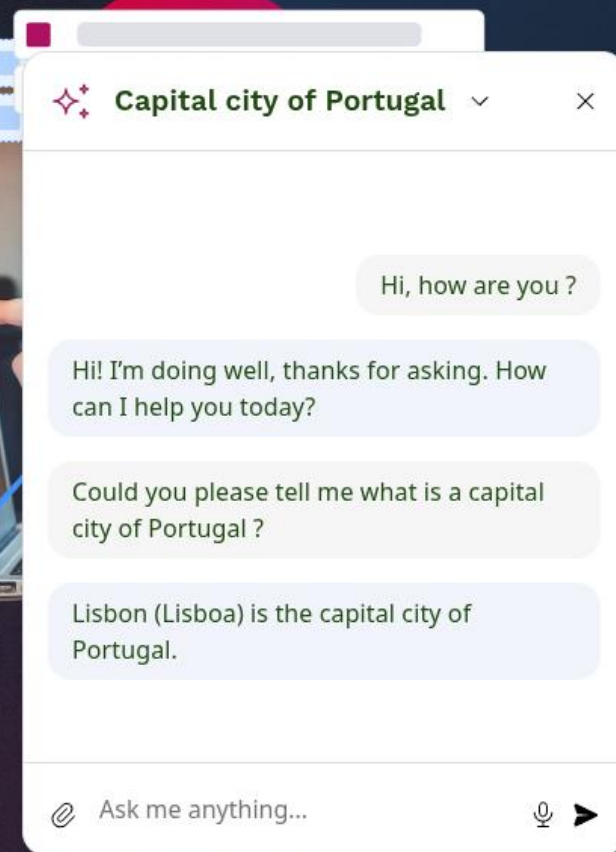 Capital city of Portugal
Hi, how are you ?
Hi! I'm doing well, thanks for asking. How
can I help you today?
Could you please tell me what is a capital
city of Portugal ?
Lisbon (Lisboa) is the capital city of
Portugal.
Ask me anything...